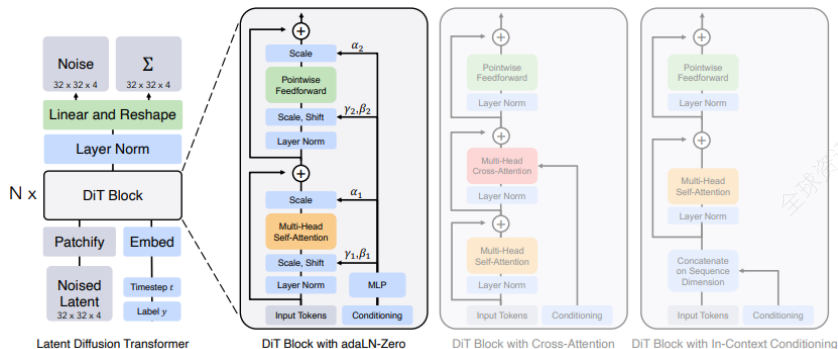 Noise
32 x 32 x 4
Σ
32 x 32 x 4
Linear and Reshape
Layer Norm
N x
DiT Block
Patchify
Embed
Noised
Latent
32 x 32 x 4
Timestep t
Label y
Latent Diffusion Transformer
+
Scale
α₂
Pointwise
Feedforward
Scale, Shift
γ₂,β₂
Layer Norm
+
Scale
α₁
Multi-Head
Self-Attention
Scale, Shift
γ₁,β₁
Layer Norm
MLP
Input Tokens
Conditioning
DiT Block with adaLN-Zero
+
Pointwise
Feedforward
Layer Norm
+
Multi-Head
Cross-Attention
Layer Norm
+
Multi-Head
Self-Attention
Layer Norm
Input Tokens
Conditioning
DiT Block with Cross-Attention
+
Pointwise
Feedforward
Layer Norm
+
Multi-Head
Self-Attention
Layer Norm
Concatenate
on Sequence
Dimension
Input Tokens
Conditioning
DiT Block with In-Context Conditioning
全球资